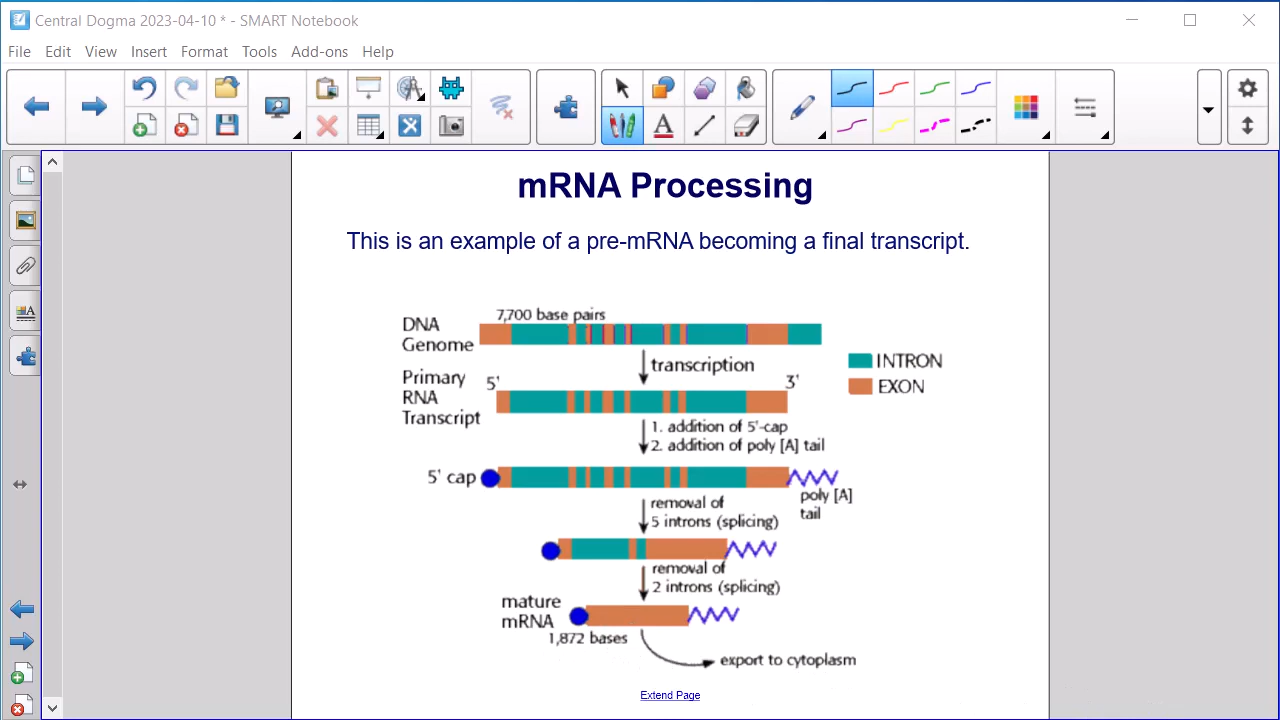 Central Dogma 2023-04-10 * - SMART Notebook
File Edit View Insert Format Tools Add-ons Help
mRNA Processing
This is an example of a pre-mRNA becoming a final transcript.
7,700 base pairs
DNA
Genome
transcription
INTRON
EXON
Primary
RNA
Transcript
5'
3'
1. addition of 5'-cap
2. addition of poly [A] tail
5' cap
poly [A]
tail
removal of
5 introns (splicing)
removal of
2 introns (splicing)
mature
mRNA
1,872 bases
export to cytoplasm
Extend Page